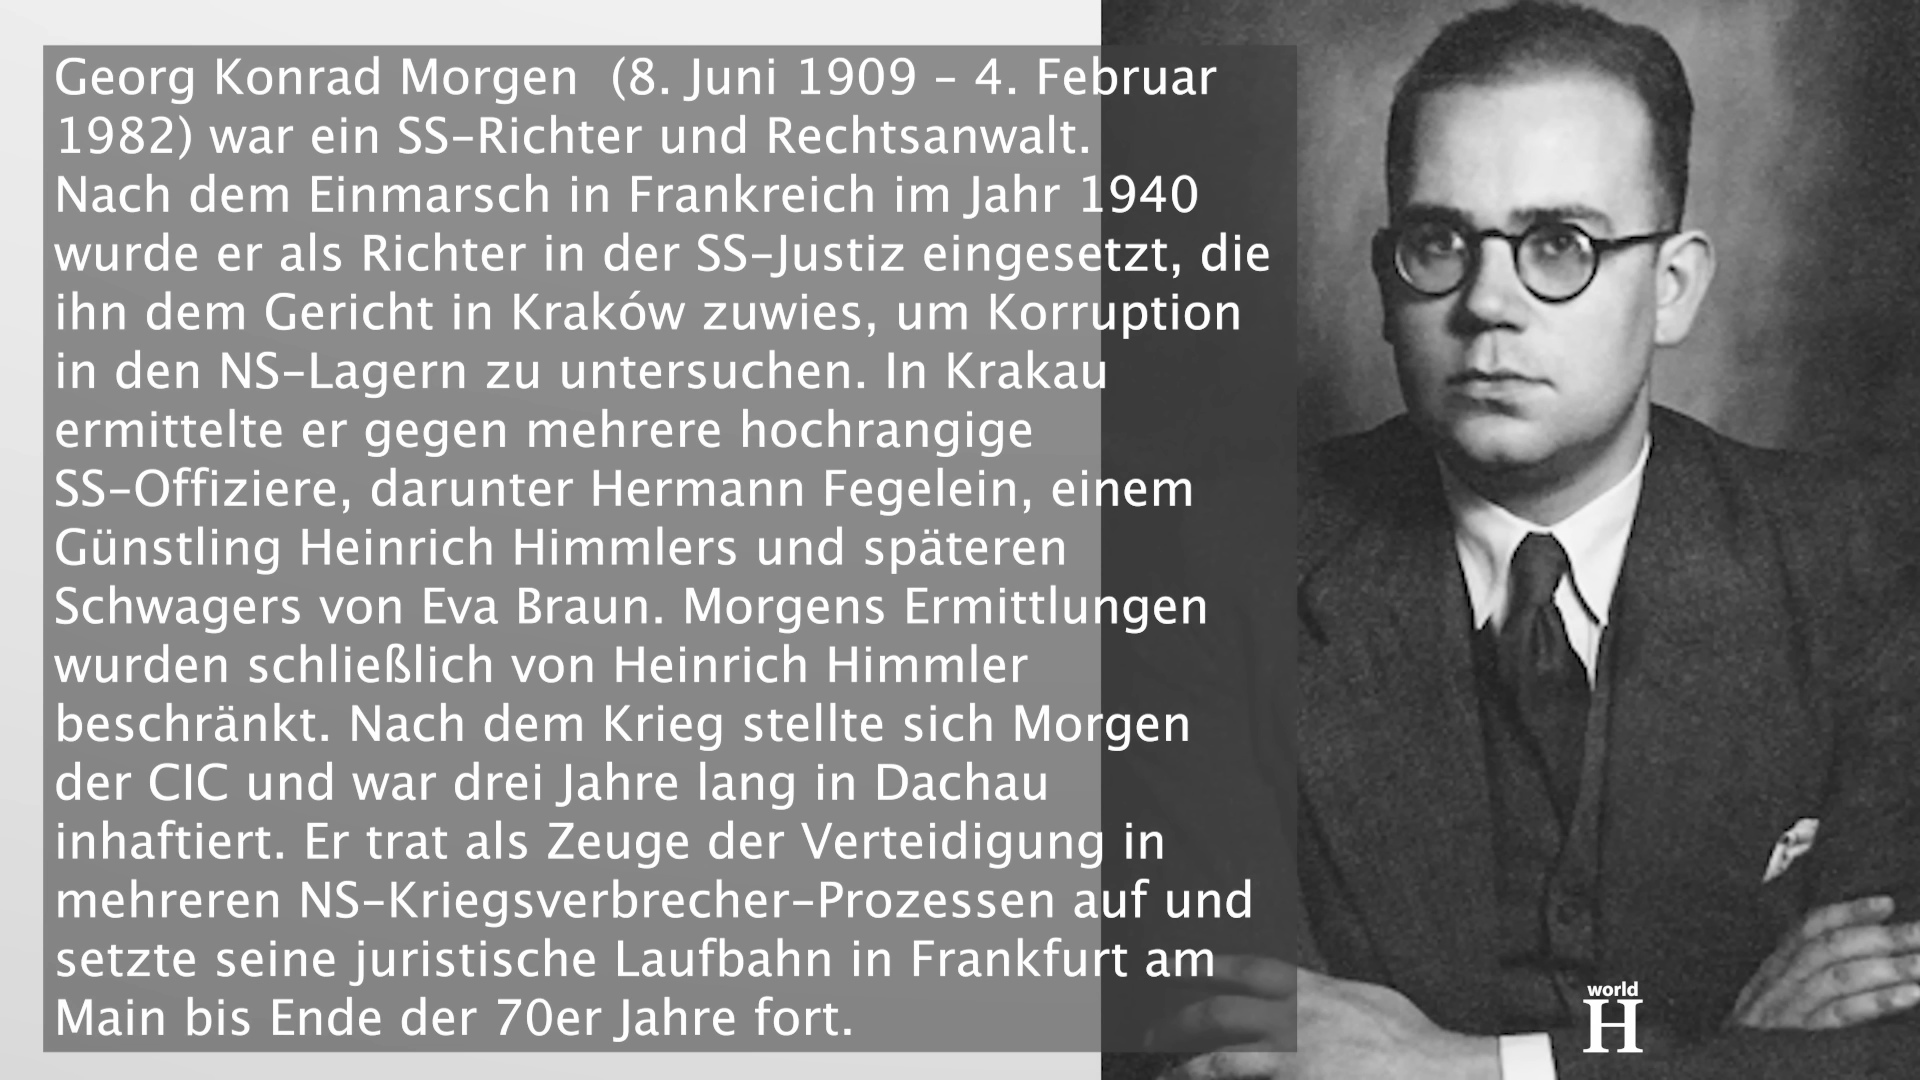 Georg Konrad Morgen (8. Juni 1909 – 4. Februar
1982) war ein SS-Richter und Rechtsanwalt.
Nach dem Einmarsch in Frankreich im Jahr 1940
wurde er als Richter in der SS-Justiz eingesetzt, die
ihn dem Gericht in Kraków zuwies, um Korruption
in den NS-Lagern zu untersuchen. In Krakau
ermittelte er gegen mehrere hochrangige
SS-Offiziere, darunter Hermann Fegelein, einem
Günstling Heinrich Himmlers und späteren
Schwagers von Eva Braun. Morgens Ermittlungen
wurden schließlich von Heinrich Himmler
beschränkt. Nach dem Krieg stellte sich Morgen
der CIC und war drei Jahre lang in Dachau
inhaftiert. Er trat als Zeuge der Verteidigung in
mehreren NS-Kriegsverbrecher-Prozessen auf und
setzte seine juristische Laufbahn in Frankfurt am
Main bis Ende der 70er Jahre fort.
world
H